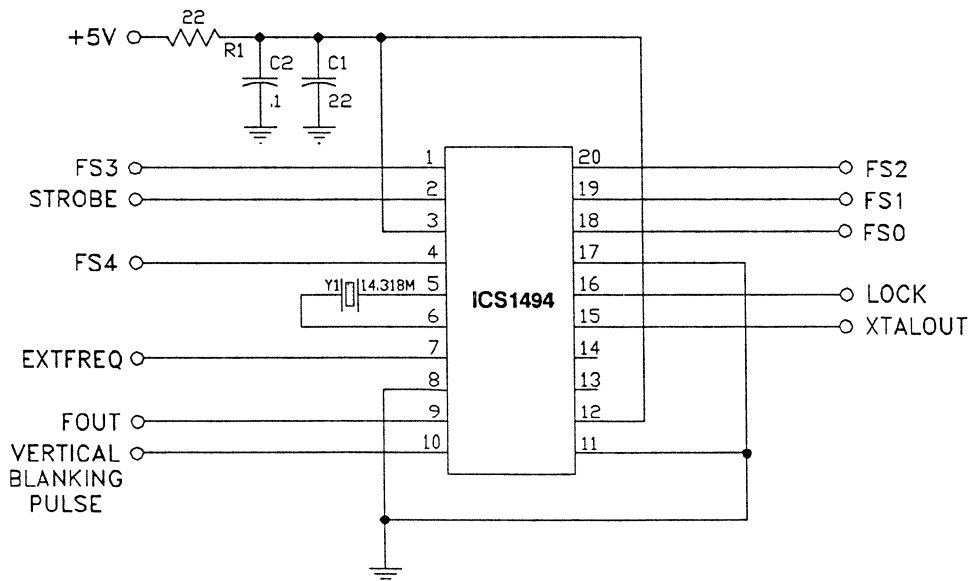 22
+5V
R1
C2
C1
.1
22
FS3
1
20
FS2
STROBE
2
19
FS1
3
18
FS0
FS4
4
17
Y1
14.318M
5
ICS1494
16
LOCK
6
15
XTALOUT
EXTFREQ
7
14
8
13
FOUT
9
12
VERTICAL
BLANKING
PULSE
10
11